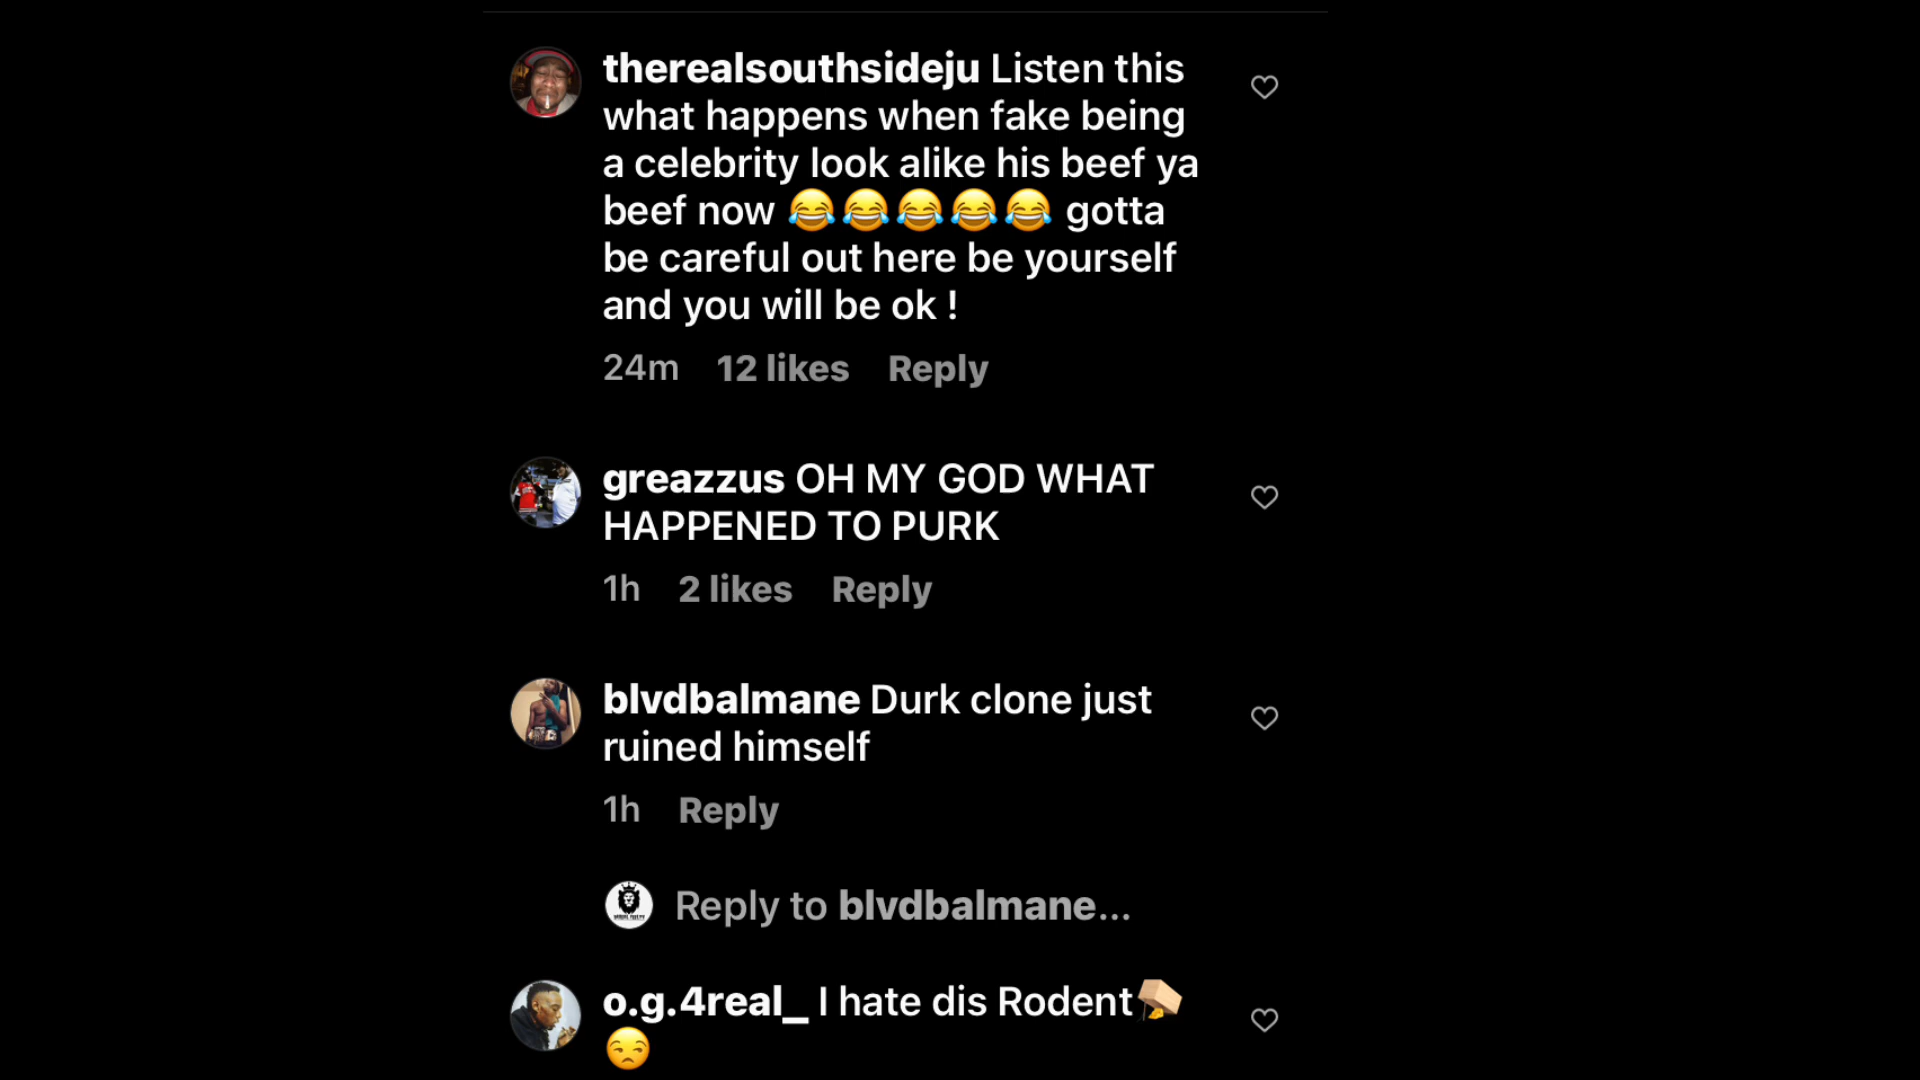 therealsouthsideju Listen this
what happens when fake being
a celebrity look alike his beef ya
beef now 😂😂😂😂😂 gotta
be careful out here be yourself
and you will be ok !
24m 12 likes Reply
greazzus OH MY GOD WHAT
HAPPENED TO PURK
1h 2 likes Reply
blvdbalmane Durk clone just
ruined himself
1h Reply
Reply to blvdbalmane...
o.g.4real_ I hate dis Rodent🪤
😒